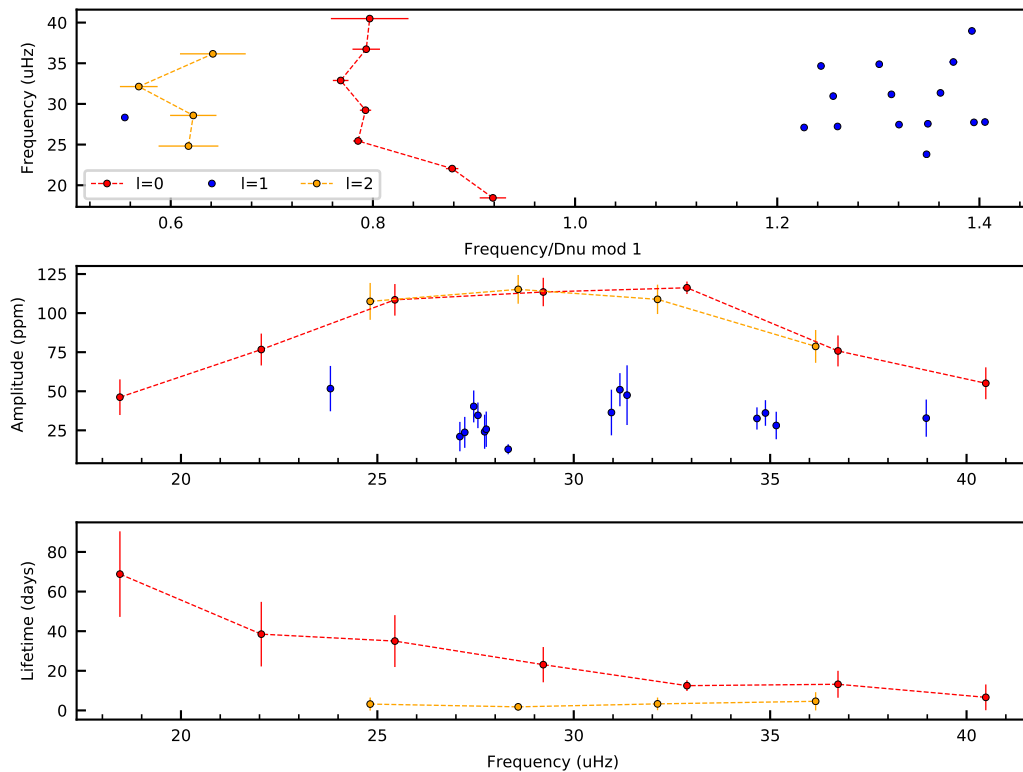 40
35
30
25
20
Frequency (uHz)
l=0 l=1 l=2
0.6 0.8 1.0 1.2 1.4
Frequency/Dnu mod 1
125
100
75
50
25
Amplitude (ppm)
20 25 30 35 40
80
60
40
20
0
Lifetime (days)
20 25 30 35 40
Frequency (uHz)